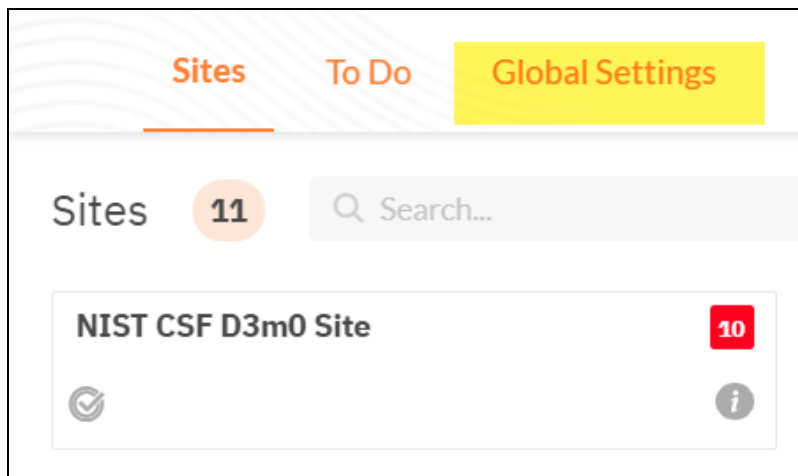 Sites To Do Global Settings
Sites 11 Search...
NIST CSF D3m0 Site 10
i